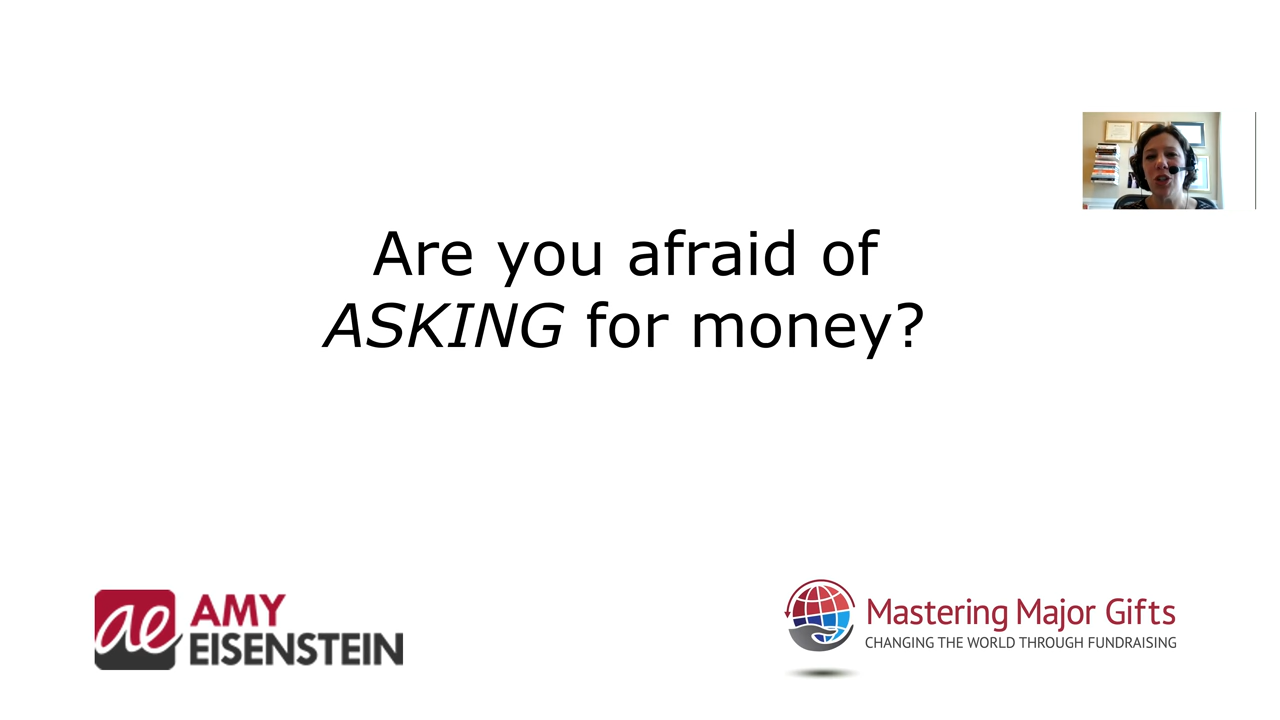 Are you afraid of
ASKING for money?
ae AMY
EISENSTEIN
Mastering Major Gifts
CHANGING THE WORLD THROUGH FUNDRAISING